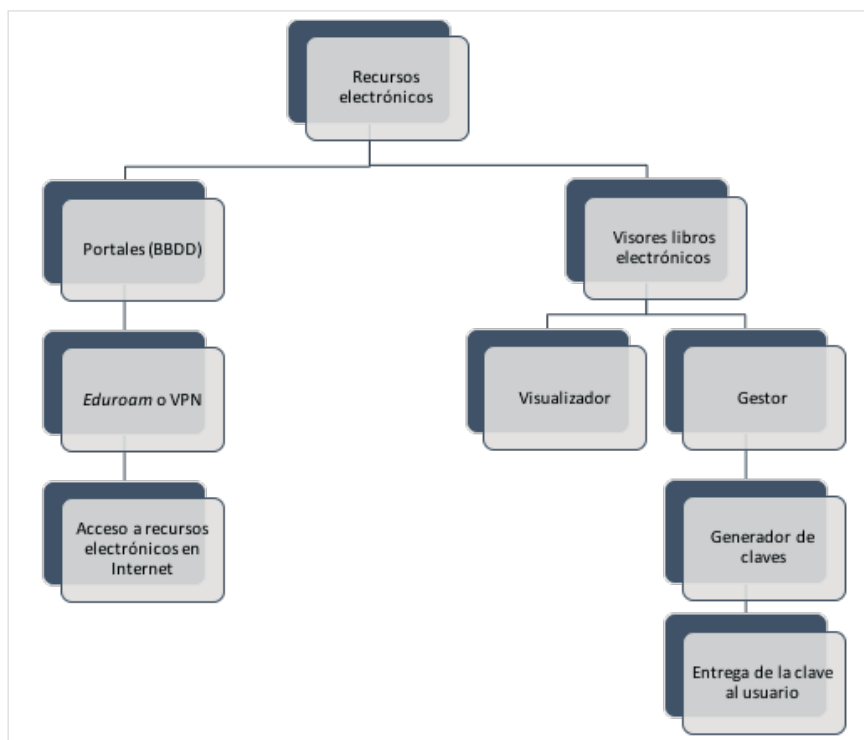 Recursos
electrónicos
Portales (BBDD)
Visores libros
electrónicos
Eduroam o VPN
Visualizador
Gestor
Acceso a recursos
electrónicos en
Internet
Generador de
claves
Entrega de la clave
al usuario